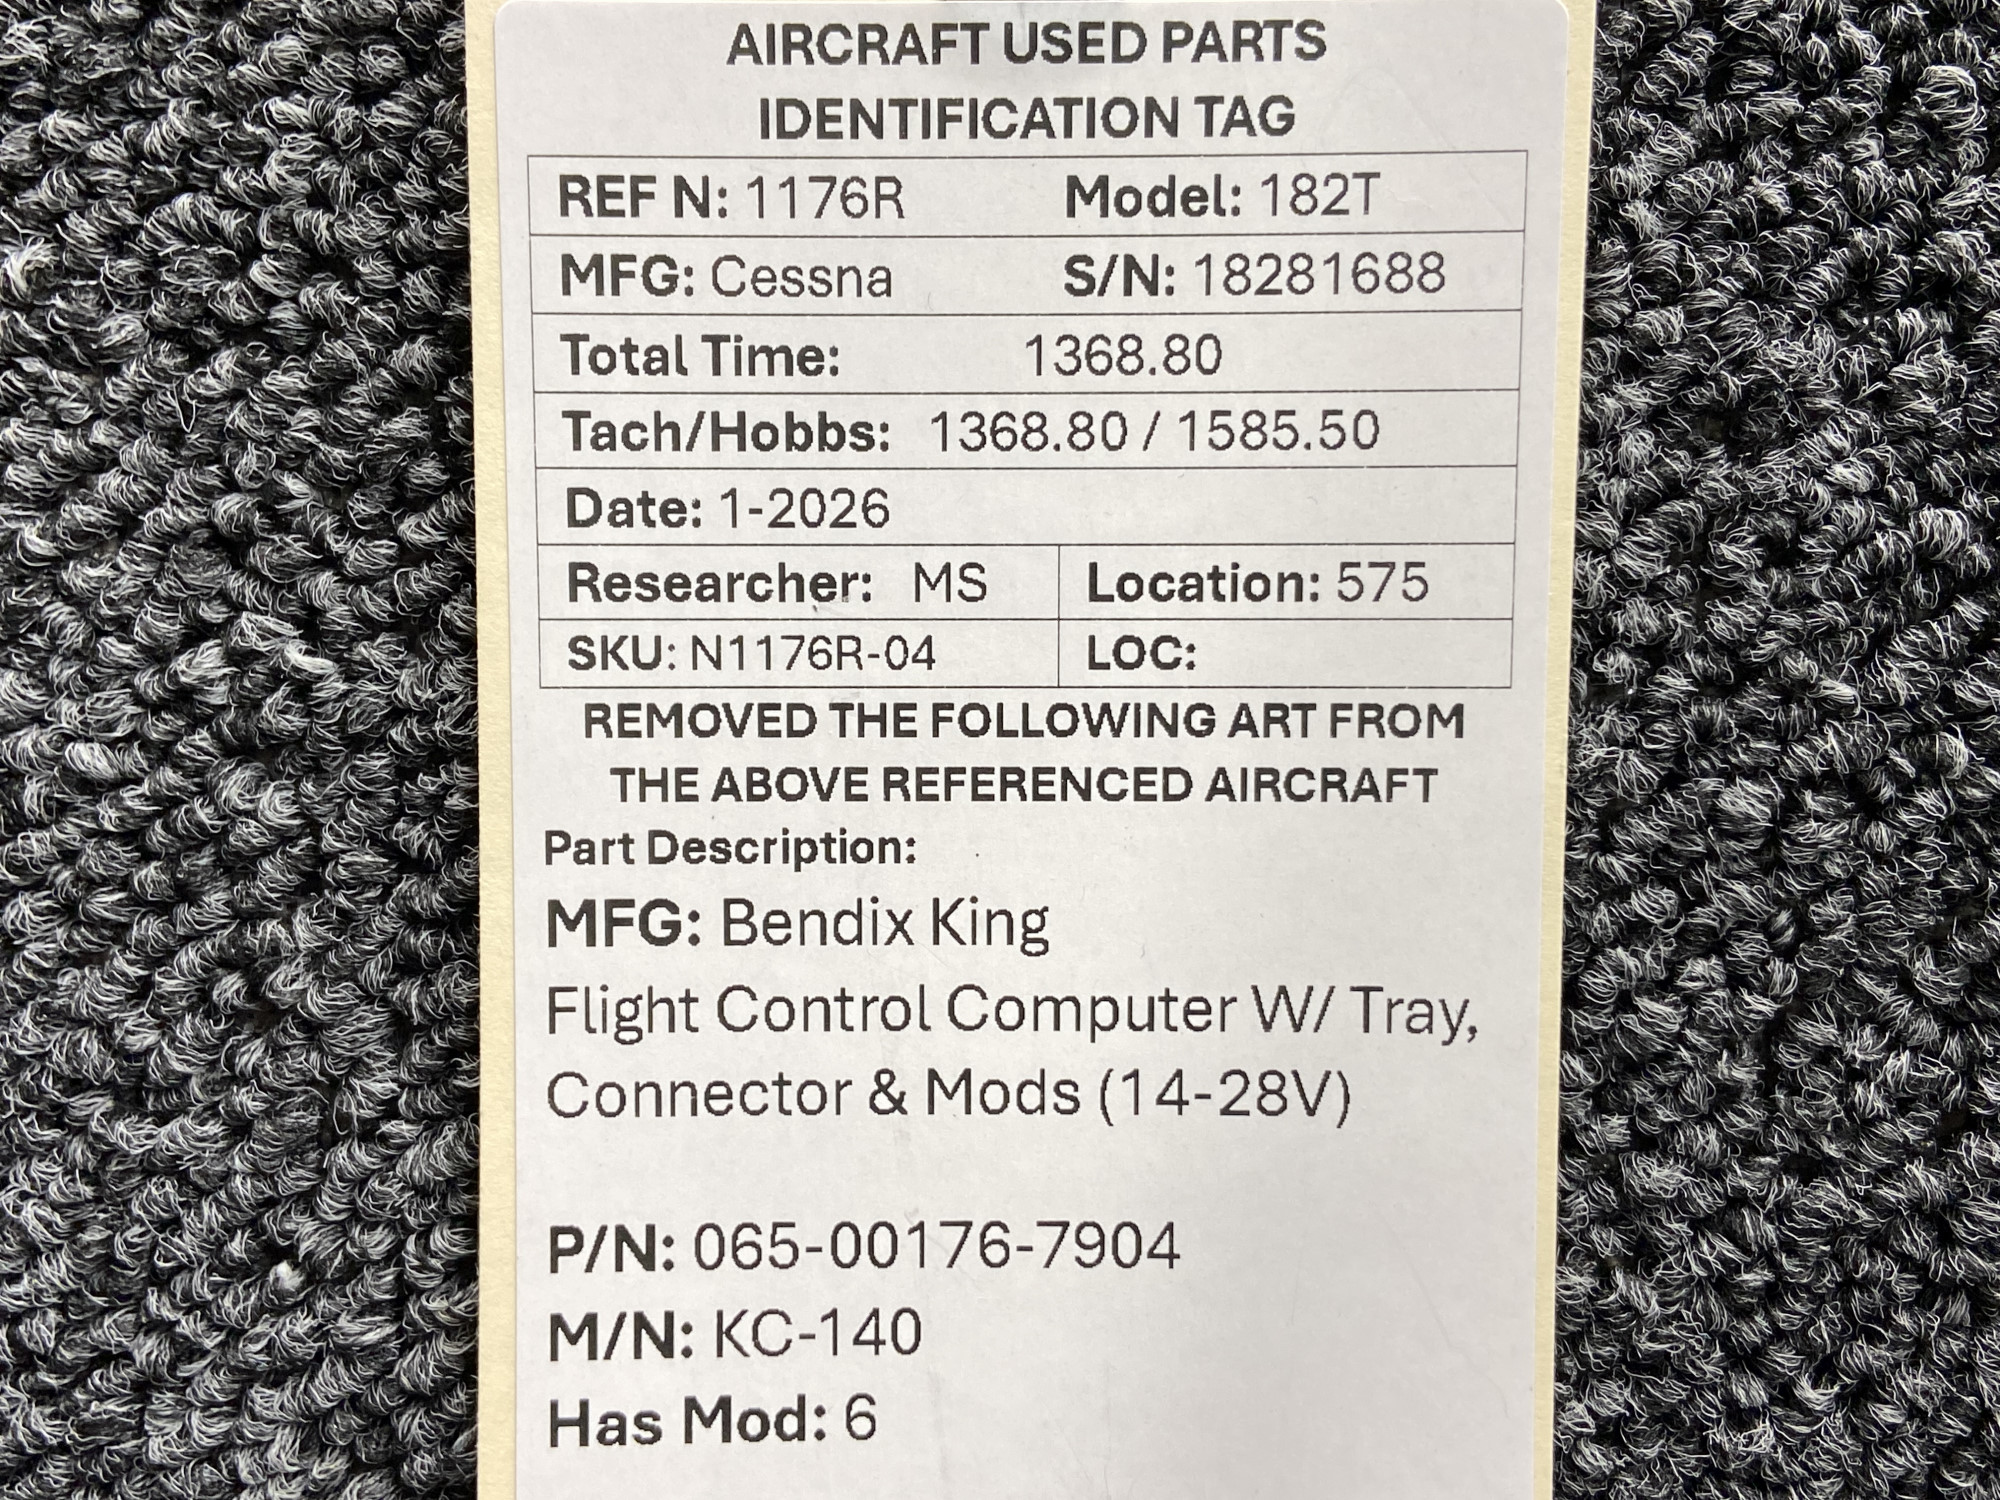 AIRCRAFT USED PARTS
IDENTIFICATION TAG
REF N: 1176R Model: 182T
MFG: Cessna S/N: 18281688
Total Time: 1368.80
Tach/Hobbs: 1368.80 / 1585.50
Date: 1-2026
Researcher: MS Location: 575
SKU: N1176R-04 LOC:
REMOVED THE FOLLOWING ART FROM
THE ABOVE REFERENCED AIRCRAFT
Part Description:
MFG: Bendix King
Flight Control Computer W/ Tray,
Connector & Mods (14-28V)
P/N: 065-00176-7904
M/N: KC-140
Has Mod: 6